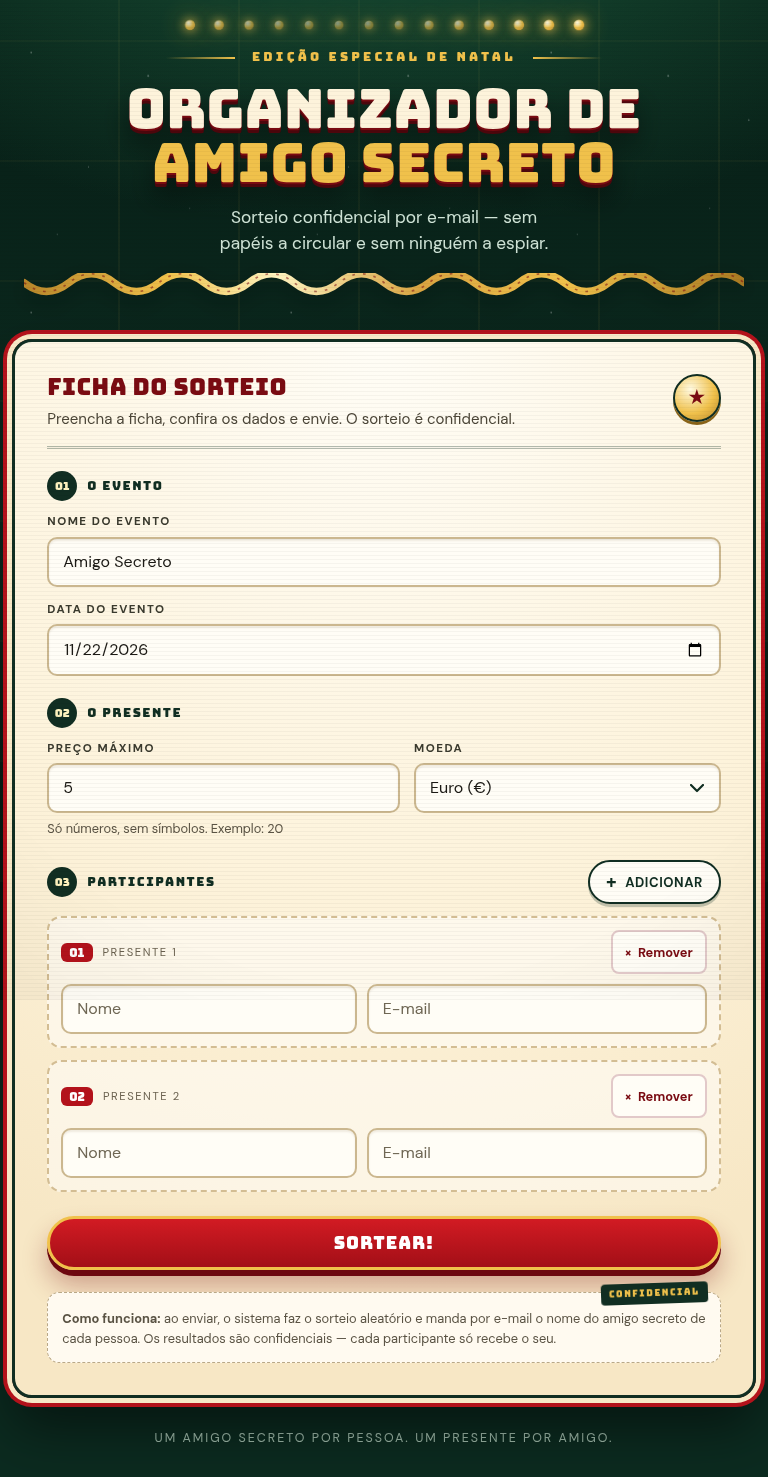 EDIÇÃO ESPECIAL DE NATAL
ORGANIZADOR DE
AMIGO SECRETO
Sorteio confidencial por e-mail — sem
papéis a circular e sem ninguém a espiar.
FICHA DO SORTEIO
Preencha a ficha, confira os dados e envie. O sorteio é confidencial.
01 O EVENTO
NOME DO EVENTO
Amigo Secreto
DATA DO EVENTO
11/22/2026
02 O PRESENTE
PREÇO MÁXIMO MOEDA
5 Euro (€)
Só números, sem símbolos. Exemplo: 20
03 PARTICIPANTES + ADICIONAR
01 PRESENTE 1 × Remover
Nome E-mail
02 PRESENTE 2 × Remover
Nome E-mail
SORTEAR!
CONFIDENCIAL
Como funciona: ao enviar, o sistema faz o sorteio aleatório e manda por e-mail o nome do amigo secreto de
cada pessoa. Os resultados são confidenciais — cada participante só recebe o seu.
UM AMIGO SECRETO POR PESSOA. UM PRESENTE POR AMIGO.